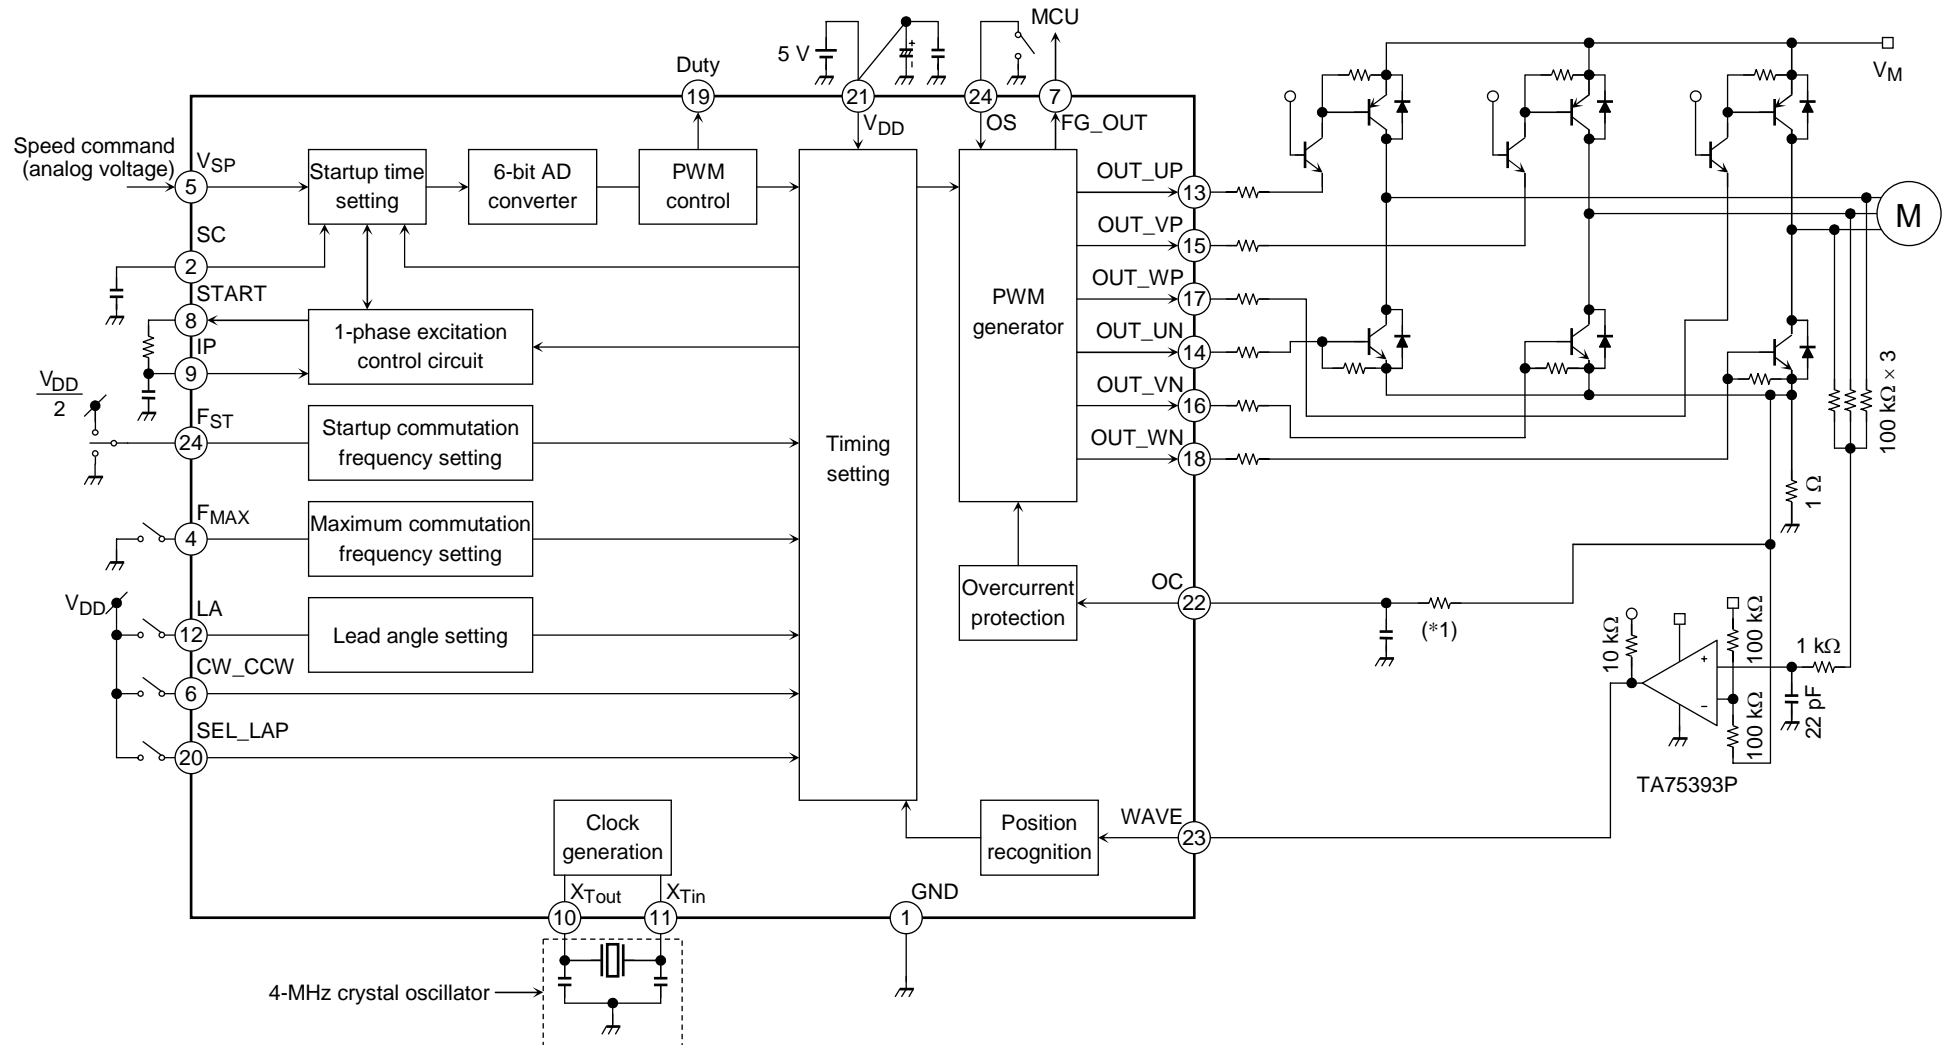 MCU
5 V
Duty
19
21
24
7
V_M
V_DD
OS
FG_OUT
Speed command
(analog voltage)
V_SP
5
Startup time
setting
6-bit AD
converter
PWM
control
OUT_UP
13
M
SC
2
OUT_VP
15
START
8
OUT_WP
17
PWM
generator
1-phase excitation
control circuit
IP
9
OUT_UN
14
V_DD
2
OUT_VN
16
F_ST
24
Startup commutation
frequency setting
Timing
setting
OUT_WN
18
100 kΩ × 3
1 Ω
F_MAX
4
Maximum commutation
frequency setting
Overcurrent
protection
OC
22
(*1)
V_DD
LA
12
Lead angle setting
10 kΩ
100 kΩ
1 kΩ
+
−
100 kΩ
22 pF
CW_CCW
6
SEL_LAP
20
TA75393P
Clock
generation
Position
recognition
WAVE
23
X_Tout
X_Tin
GND
10
11
1
4-MHz crystal oscillator